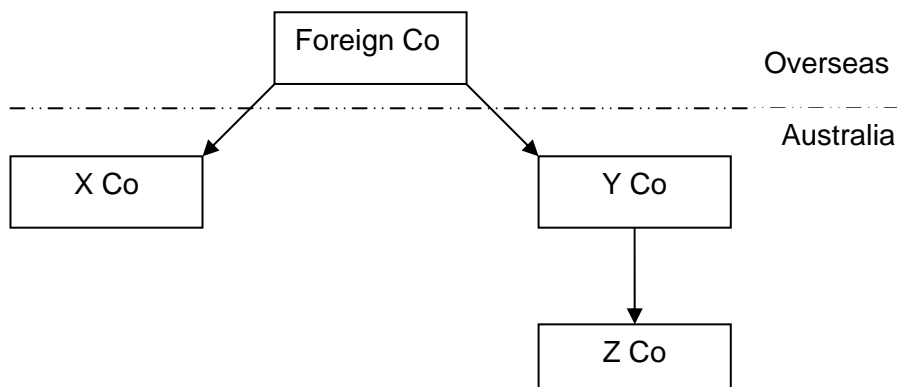 Foreign Co
Overseas
Australia
X Co
Y Co
Z Co